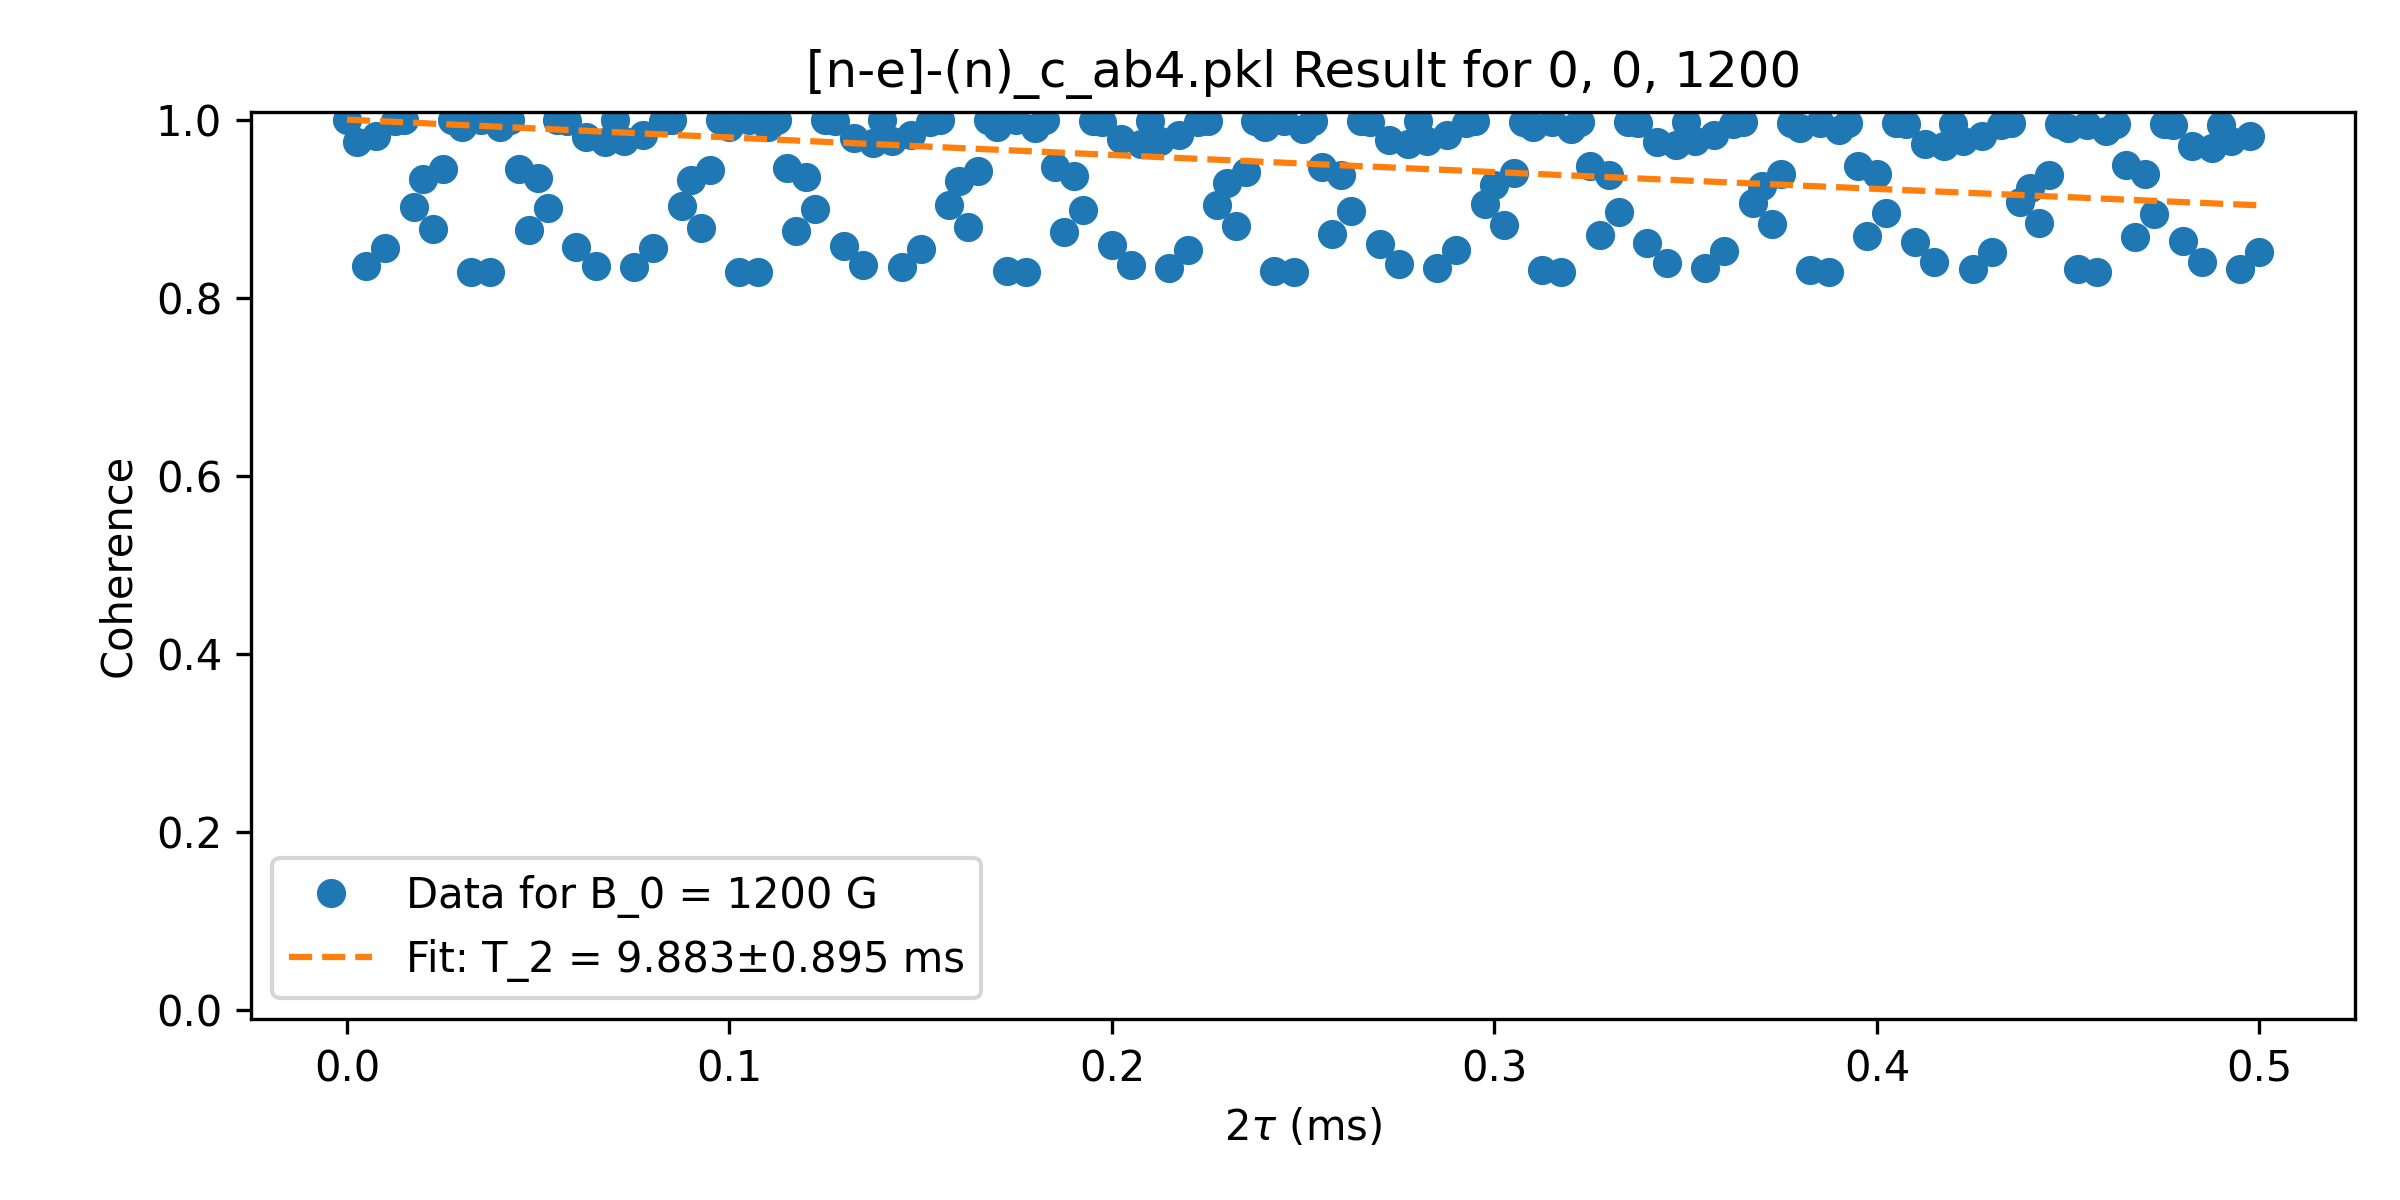 [n-e]-(n)_c_ab4.pkl Result for 0, 0, 1200
1.0
0.8
0.6
0.4
0.2
0.0
Coherence
Data for B_0 = 1200 G
Fit: T_2 = 9.883±0.895 ms
0.0 0.1 0.2 0.3 0.4 0.5
2τ (ms)